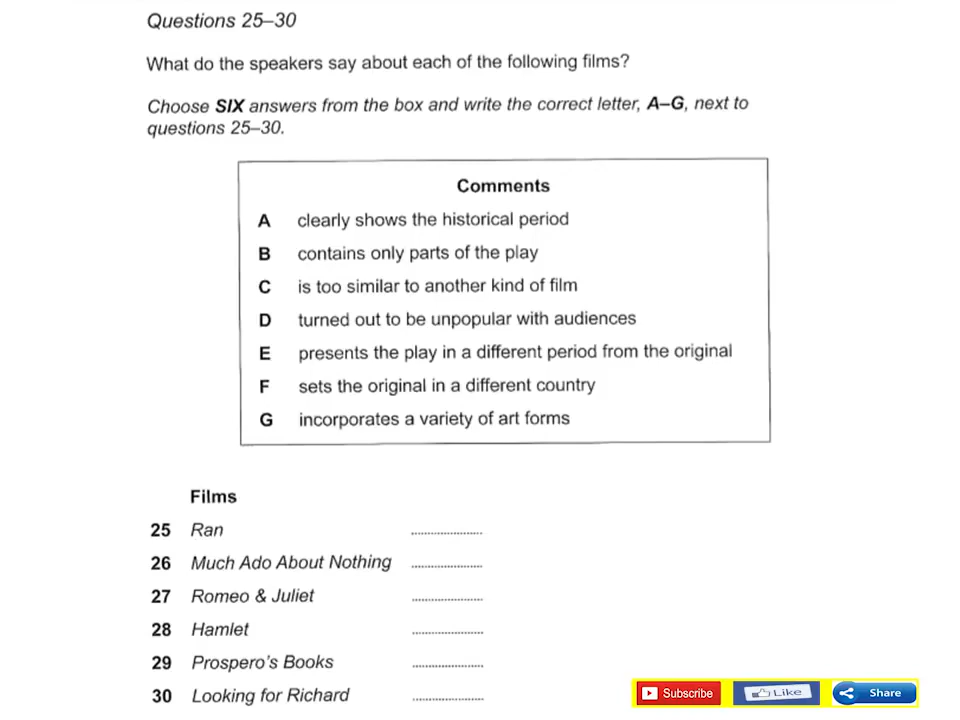 Questions 25–30
What do the speakers say about each of the following films?
Choose SIX answers from the box and write the correct letter, A–G, next to
questions 25–30.
Comments
A clearly shows the historical period
B contains only parts of the play
C is too similar to another kind of film
D turned out to be unpopular with audiences
E presents the play in a different period from the original
F sets the original in a different country
G incorporates a variety of art forms
Films
25 Ran ........................
26 Much Ado About Nothing ........................
27 Romeo & Juliet ........................
28 Hamlet ........................
29 Prospero's Books ........................
30 Looking for Richard ........................
Subscribe Like Share